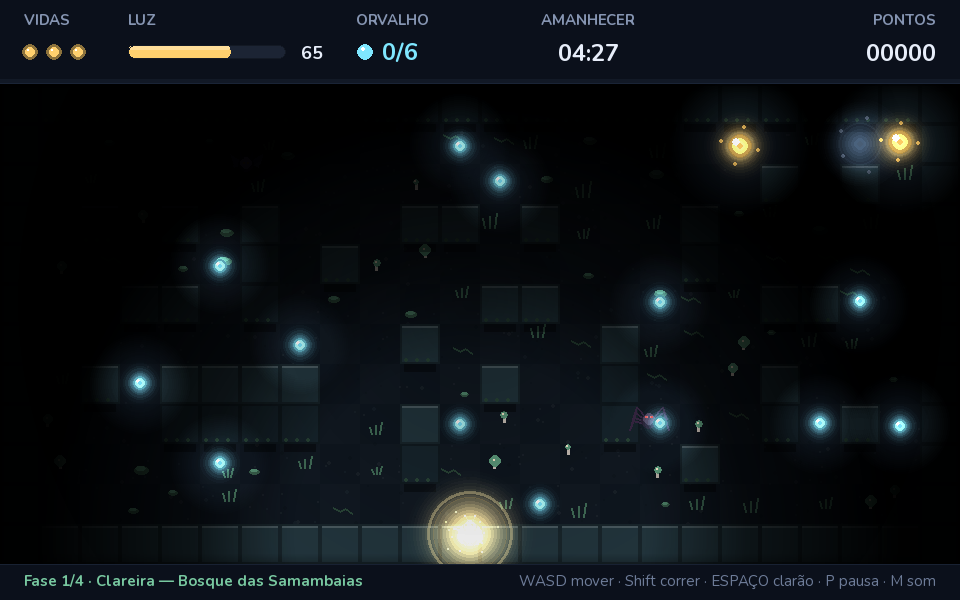 VIDAS LUZ ORVALHO AMANHECER PONTOS
65 0/6 04:27 00000
Fase 1/4 · Clareira — Bosque das Samambaias WASD mover · Shift correr · ESPAÇO clarão · P pausa · M som